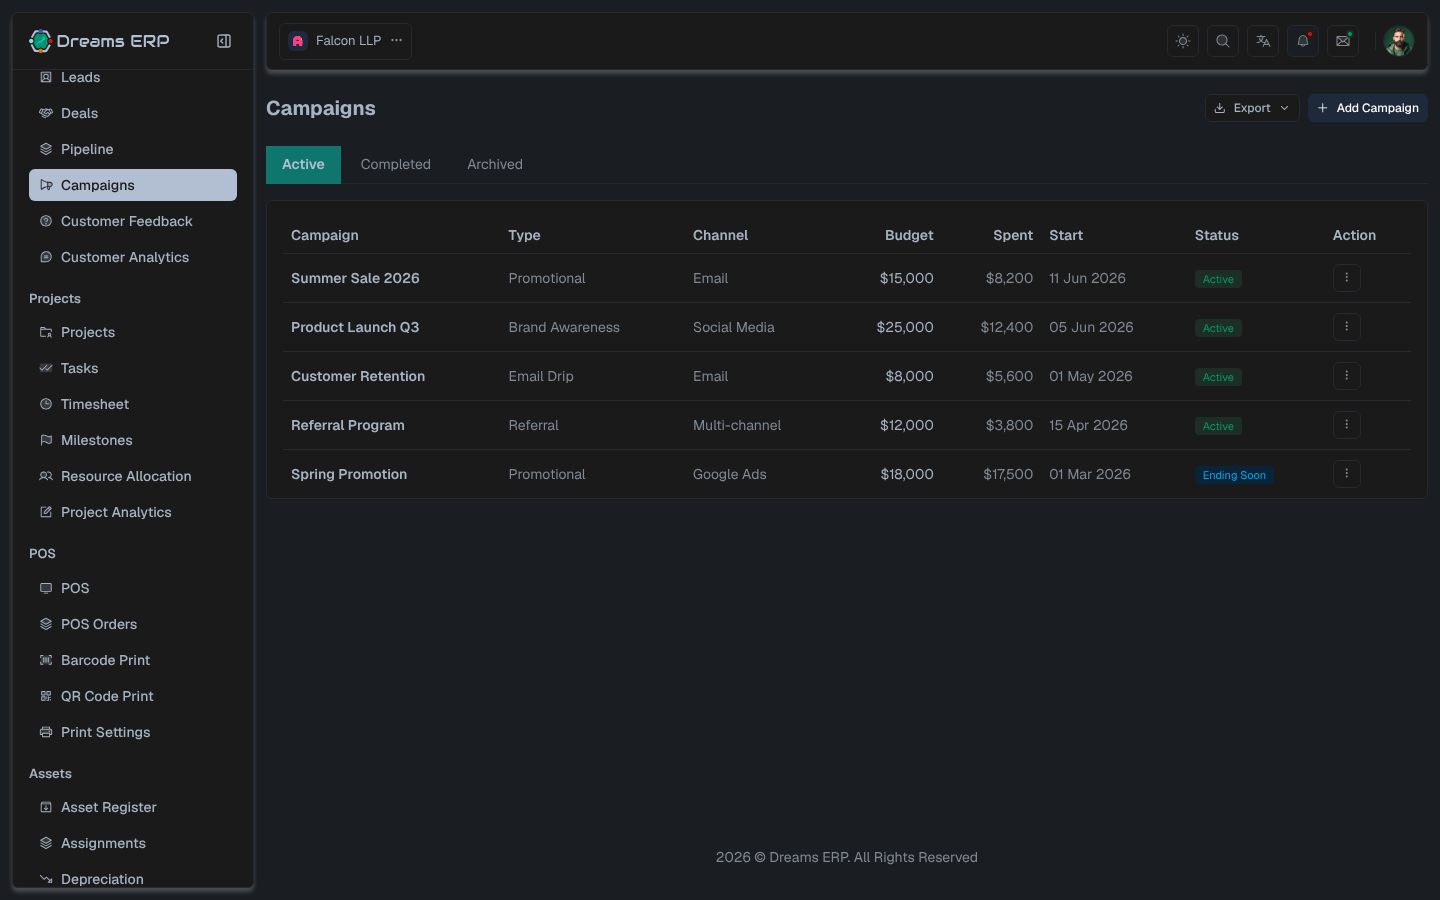 Dreams ERP
Leads
Deals
Pipeline
Campaigns
Customer Feedback
Customer Analytics
Projects
Projects
Tasks
Timesheet
Milestones
Resource Allocation
Project Analytics
POS
POS
POS Orders
Barcode Print
QR Code Print
Print Settings
Assets
Asset Register
Assignments
Depreciation
Falcon LLP
Campaigns
Export
Add Campaign
Active Completed Archived
Campaign Type Channel Budget Spent Start Status Action
Summer Sale 2026 Promotional Email $15,000 $8,200 11 Jun 2026 Active
Product Launch Q3 Brand Awareness Social Media $25,000 $12,400 05 Jun 2026 Active
Customer Retention Email Drip Email $8,000 $5,600 01 May 2026 Active
Referral Program Referral Multi-channel $12,000 $3,800 15 Apr 2026 Active
Spring Promotion Promotional Google Ads $18,000 $17,500 01 Mar 2026 Ending Soon
2026 © Dreams ERP. All Rights Reserved